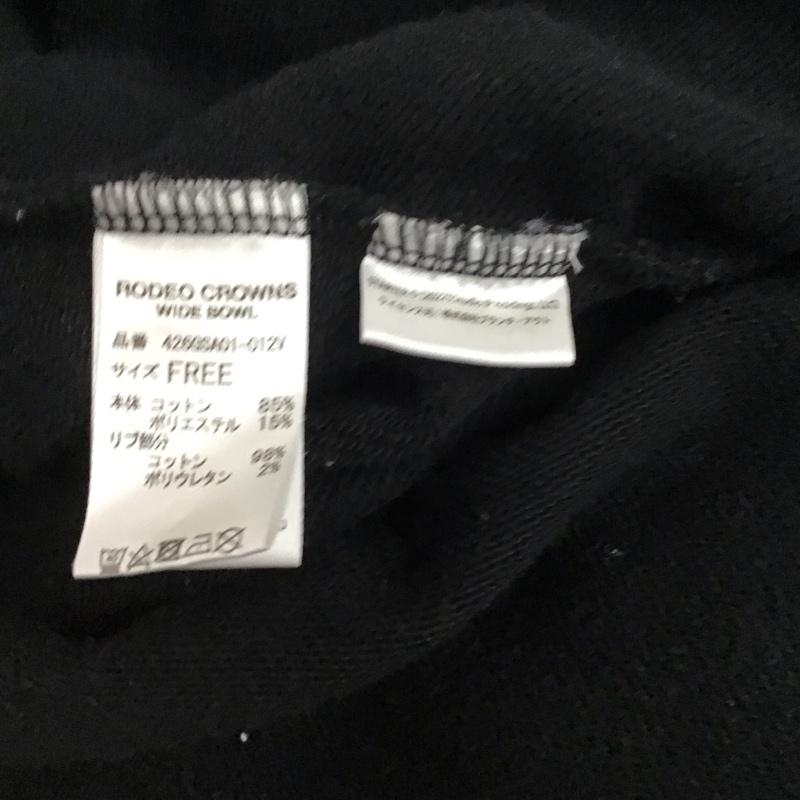 RODEO CROWNS
WIDE BOWL
品番 426GSA01-012Y
サイズ FREE
本体 コットン 85%
ポリエステル 15%
リブ部分
コットン 98%
ポリウレタン 2%